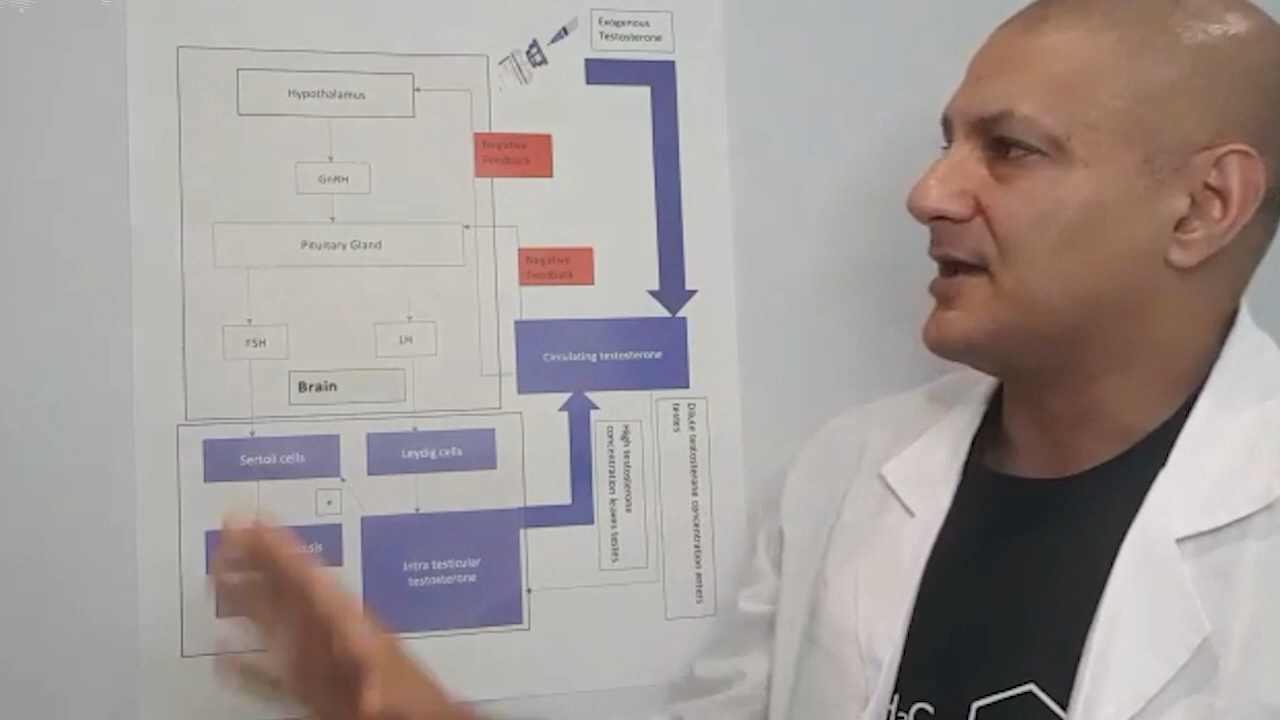 Exogenous
Testosterone
Hypothalamus
Negative
Feedback
GnRH
Pituitary Gland
Negative
Feedback
FSH
LH
Circulating testosterone
Brain
Sertoli cells
Leydig cells
+
Intra testicular
testosterone
High testosterone
concentration leaves testes
Dilute testosterone concentration enters
testes